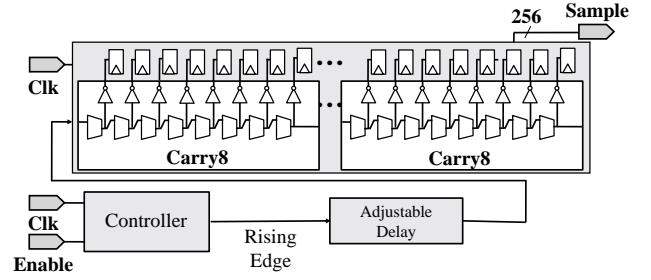 256
Sample
Clk
Carry8
Carry8
Clk
Enable
Controller
Rising
Edge
Adjustable
Delay